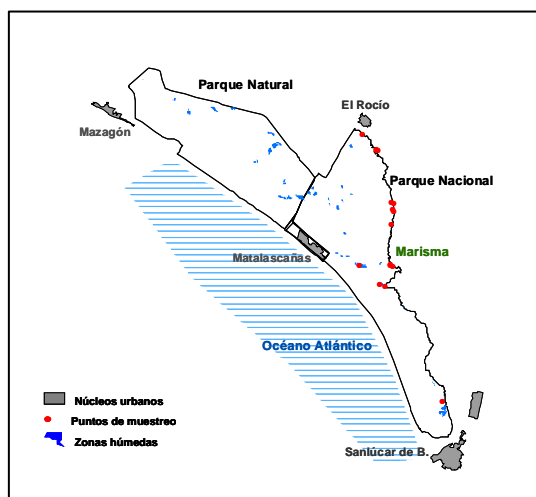 Parque Natural
El Rocío
Mazagón
Parque Nacional
Marisma
Matalascañas
Océano Atlántico
Núcleos urbanos
Puntos de muestreo
Zonas húmedas
Sanlúcar de B.